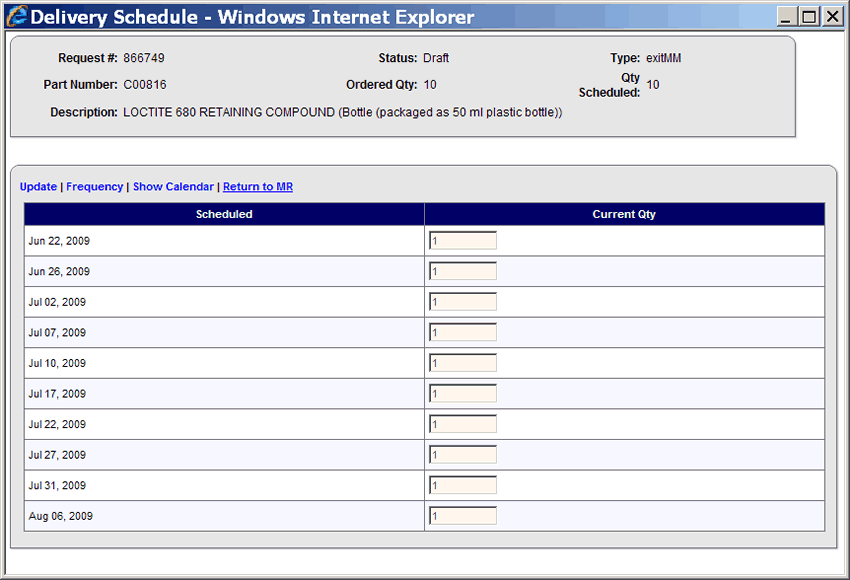 Delivery Schedule - Windows Internet Explorer
Request #: 866749 Status: Draft Type: exitMM
Part Number: C00816 Ordered Qty: 10 Qty Scheduled: 10
Description: LOCTITE 680 RETAINING COMPOUND (Bottle (packaged as 50 ml plastic bottle))
Update | Frequency | Show Calendar | Return to MR
Scheduled Current Qty
Jun 22, 2009 1
Jun 26, 2009 1
Jul 02, 2009 1
Jul 07, 2009 1
Jul 10, 2009 1
Jul 17, 2009 1
Jul 22, 2009 1
Jul 27, 2009 1
Jul 31, 2009 1
Aug 06, 2009 1